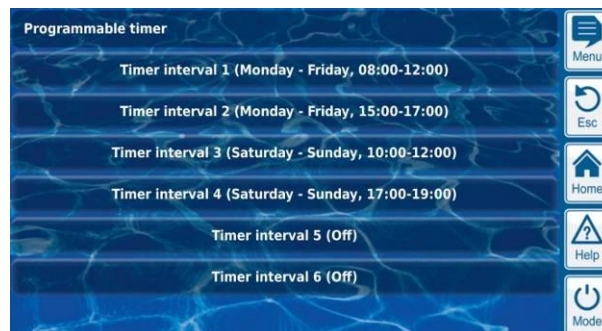 Programmable timer
Menu
Timer interval 1 (Monday - Friday, 08:00-12:00)
Timer interval 2 (Monday - Friday, 15:00-17:00)
Esc
Timer interval 3 (Saturday - Sunday, 10:00-12:00)
Timer interval 4 (Saturday - Sunday, 17:00-19:00)
Home
Timer interval 5 (Off)
?
Help
Timer interval 6 (Off)
Mode